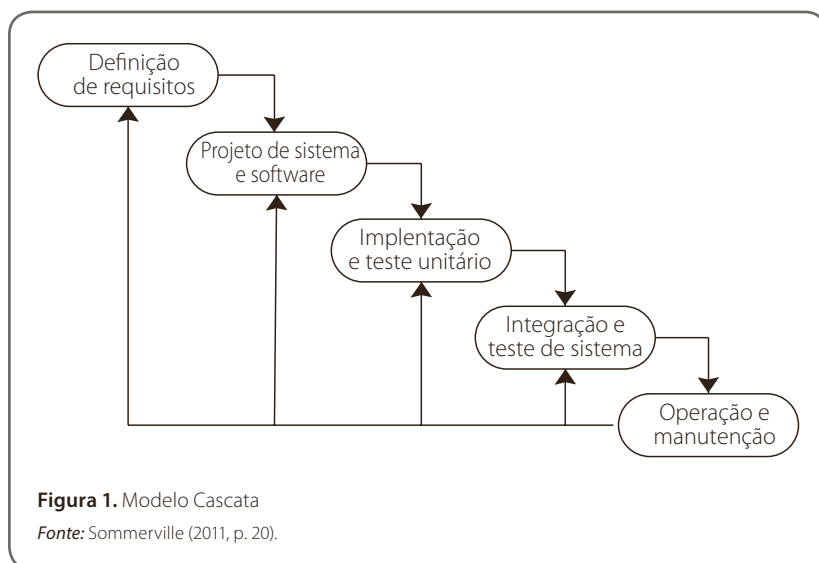 Definição
de requisitos
Projeto de sistema
e software
Implentação
e teste unitário
Integração e
teste de sistema
Operação e
manutenção
Figura 1. Modelo Cascata
Fonte: Sommerville (2011, p. 20).